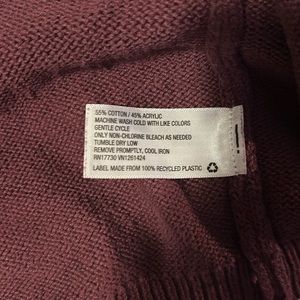 55% COTTON / 45% ACRYLIC
MACHINE WASH COLD WITH LIKE COLORS
GENTLE CYCLE
ONLY NON-CHLORINE BLEACH AS NEEDED
TUMBLE DRY LOW
REMOVE PROMPTLY, COOL IRON
RN17730 VN1261424
LABEL MADE FROM 100% RECYCLED PLASTIC